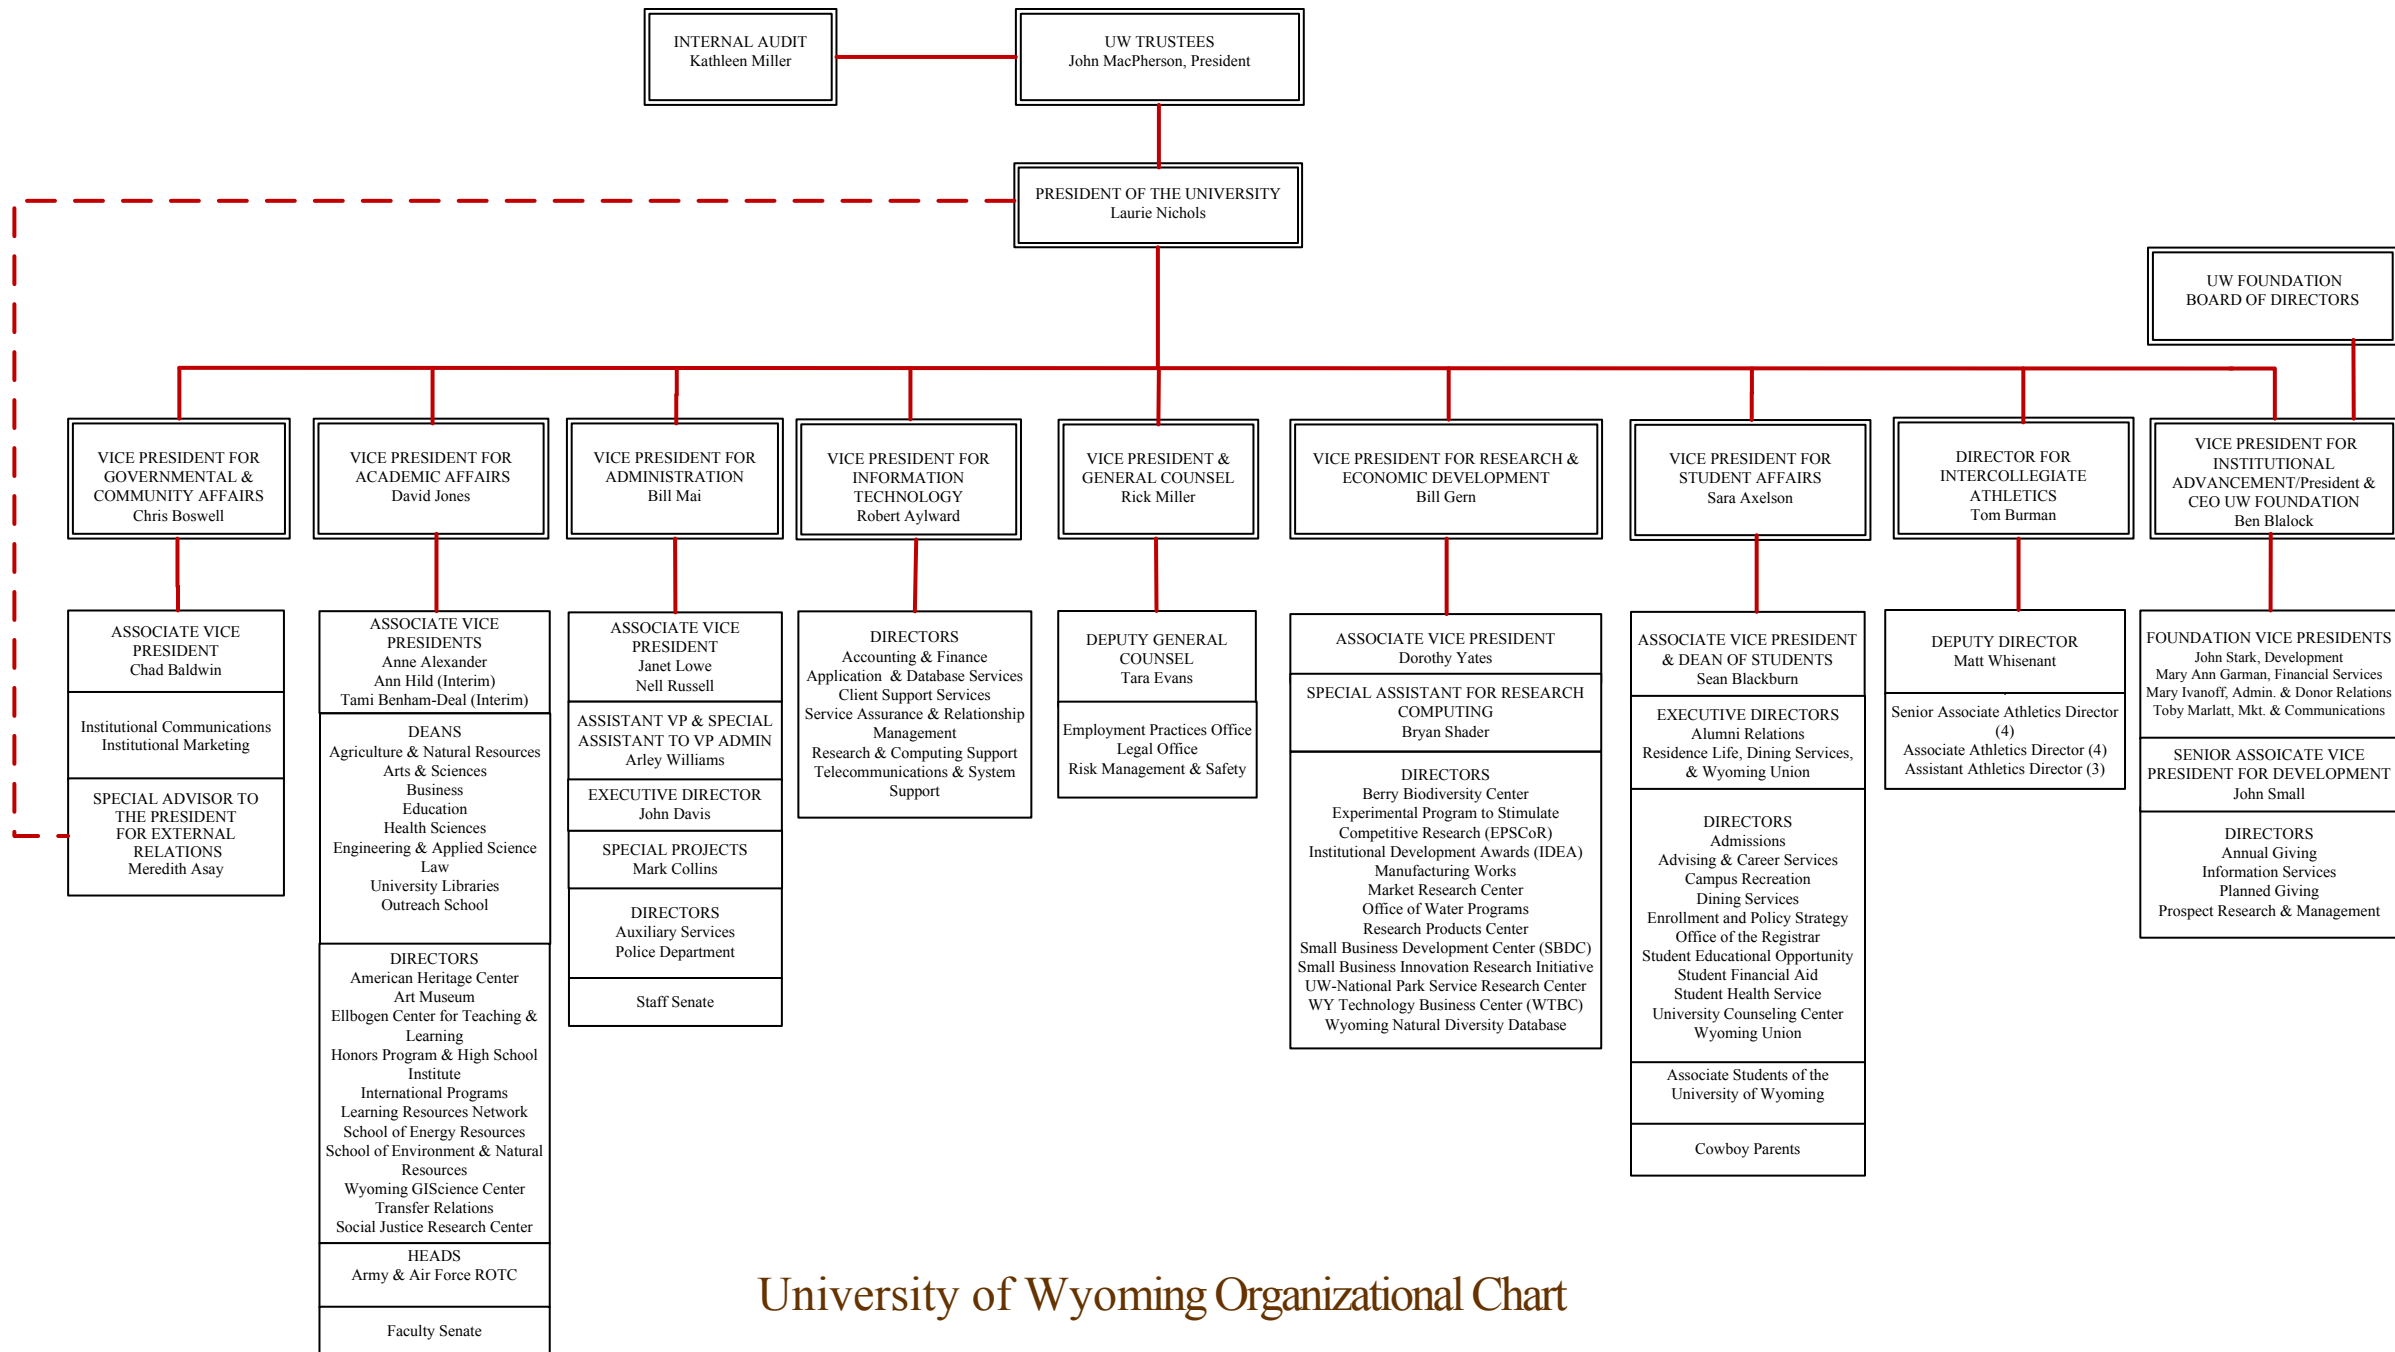 INTERNAL AUDIT
Kathleen Miller
UW TRUSTEES
John MacPherson, President
PRESIDENT OF THE UNIVERSITY
Laurie Nichols
UW FOUNDATION
BOARD OF DIRECTORS
VICE PRESIDENT FOR
GOVERNMENTAL &
COMMUNITY AFFAIRS
Chris Boswell
VICE PRESIDENT FOR
ACADEMIC AFFAIRS
David Jones
VICE PRESIDENT FOR
ADMINISTRATION
Bill Mai
VICE PRESIDENT FOR
INFORMATION
TECHNOLOGY
Robert Aylward
VICE PRESIDENT &
GENERAL COUNSEL
Rick Miller
VICE PRESIDENT FOR RESEARCH &
ECONOMIC DEVELOPMENT
Bill Gern
VICE PRESIDENT FOR
STUDENT AFFAIRS
Sara Axelson
DIRECTOR FOR
INTERCOLLEGIATE
ATHLETICS
Tom Burman
VICE PRESIDENT FOR
INSTITUTIONAL
ADVANCEMENT/President &
CEO UW FOUNDATION
Ben Blalock
ASSOCIATE VICE
PRESIDENT
Chad Baldwin
Institutional Communications
Institutional Marketing
SPECIAL ADVISOR TO
THE PRESIDENT
FOR EXTERNAL
RELATIONS
Meredith Asay
ASSOCIATE VICE
PRESIDENTS
Anne Alexander
Ann Hild (Interim)
Tami Benham-Deal (Interim)
DEANS
Agriculture & Natural Resources
Arts & Sciences
Business
Education
Health Sciences
Engineering & Applied Science
Law
University Libraries
Outreach School
DIRECTORS
American Heritage Center
Art Museum
Ellbogen Center for Teaching &
Learning
Honors Program & High School
Institute
International Programs
Learning Resources Network
School of Energy Resources
School of Environment & Natural
Resources
Wyoming GIScience Center
Transfer Relations
Social Justice Research Center
HEADS
Army & Air Force ROTC
Faculty Senate
ASSOCIATE VICE
PRESIDENT
Janet Lowe
Nell Russell
ASSISTANT VP & SPECIAL
ASSISTANT TO VP ADMIN
Arley Williams
EXECUTIVE DIRECTOR
John Davis
SPECIAL PROJECTS
Mark Collins
DIRECTORS
Auxiliary Services
Police Department
Staff Senate
DIRECTORS
Accounting & Finance
Application & Database Services
Client Support Services
Service Assurance & Relationship
Management
Research & Computing Support
Telecommunications & System
Support
DEPUTY GENERAL
COUNSEL
Tara Evans
Employment Practices Office
Legal Office
Risk Management & Safety
ASSOCIATE VICE PRESIDENT
Dorothy Yates
SPECIAL ASSISTANT FOR RESEARCH
COMPUTING
Bryan Shader
DIRECTORS
Berry Biodiversity Center
Experimental Program to Stimulate
Competitive Research (EPSCoR)
Institutional Development Awards (IDEA)
Manufacturing Works
Market Research Center
Office of Water Programs
Research Products Center
Small Business Development Center (SBDC)
Small Business Innovation Research Initiative
UW-National Park Service Research Center
WY Technology Business Center (WTBC)
Wyoming Natural Diversity Database
ASSOCIATE VICE PRESIDENT
& DEAN OF STUDENTS
Sean Blackburn
EXECUTIVE DIRECTORS
Alumni Relations
Residence Life, Dining Services,
& Wyoming Union
DIRECTORS
Admissions
Advising & Career Services
Campus Recreation
Dining Services
Enrollment and Policy Strategy
Office of the Registrar
Student Educational Opportunity
Student Financial Aid
Student Health Service
University Counseling Center
Wyoming Union
Associate Students of the
University of Wyoming
Cowboy Parents
DEPUTY DIRECTOR
Matt Whisenant
Senior Associate Athletics Director
(4)
Associate Athletics Director (4)
Assistant Athletics Director (3)
FOUNDATION VICE PRESIDENTS
John Stark, Development
Mary Ann Garman, Financial Services
Mary Ivanoff, Admin. & Donor Relations
Toby Marlatt, Mkt. & Communications
SENIOR ASSOICATE VICE
PRESIDENT FOR DEVELOPMENT
John Small
DIRECTORS
Annual Giving
Information Services
Planned Giving
Prospect Research & Management
University of Wyoming Organizational Chart